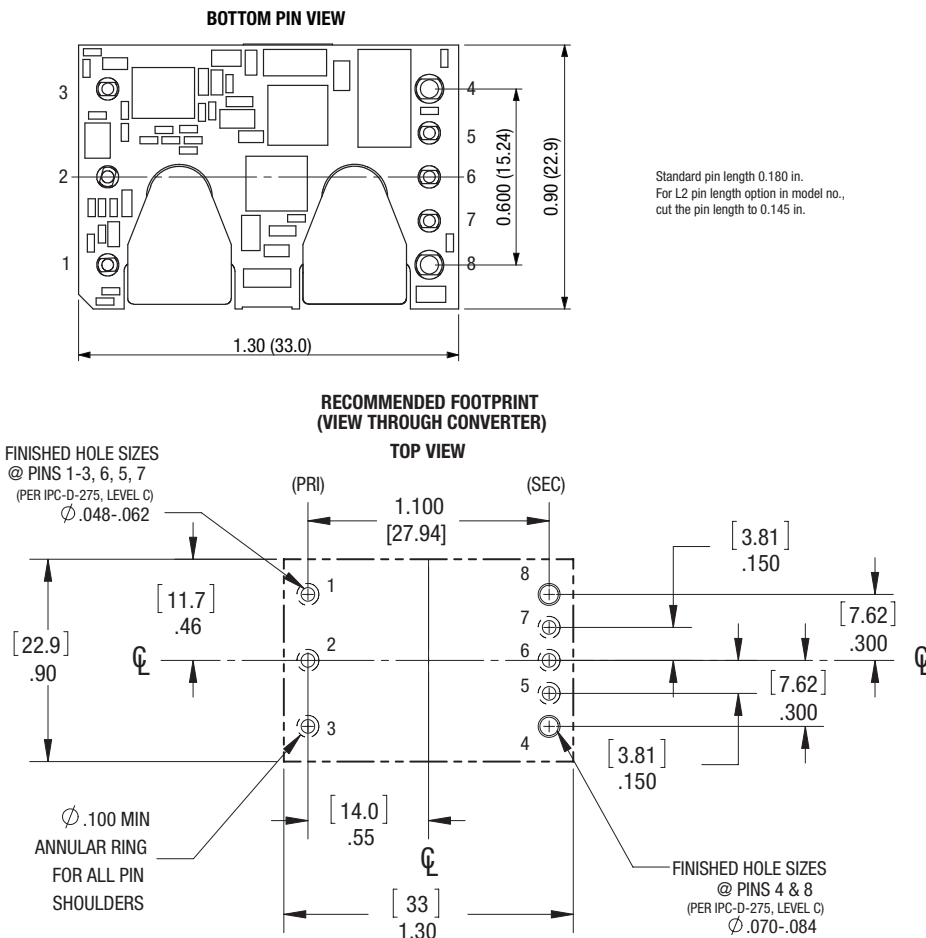 BOTTOM PIN VIEW
3
2
1
4
5
6
7
8
0.600 (15.24)
0.90 (22.9)
1.30 (33.0)
Standard pin length 0.180 in.
For L2 pin length option in model no.,
cut the pin length to 0.145 in.
RECOMMENDED FOOTPRINT
(VIEW THROUGH CONVERTER)
TOP VIEW
FINISHED HOLE SIZES
@ PINS 1-3, 6, 5, 7
(PER IPC-D-275, LEVEL C)
∅ .048-.062
(PRI)
(SEC)
1.100
[27.94]
[3.81]
.150
[11.7]
.46
[22.9]
.90
℄
1
2
3
8
7
6
5
4
[7.62]
.300
℄
[7.62]
.300
[3.81]
.150
∅ .100 MIN
ANNULAR RING
FOR ALL PIN
SHOULDERS
[14.0]
.55
℄
[33]
1.30
FINISHED HOLE SIZES
@ PINS 4 & 8
(PER IPC-D-275, LEVEL C)
∅ .070-.084